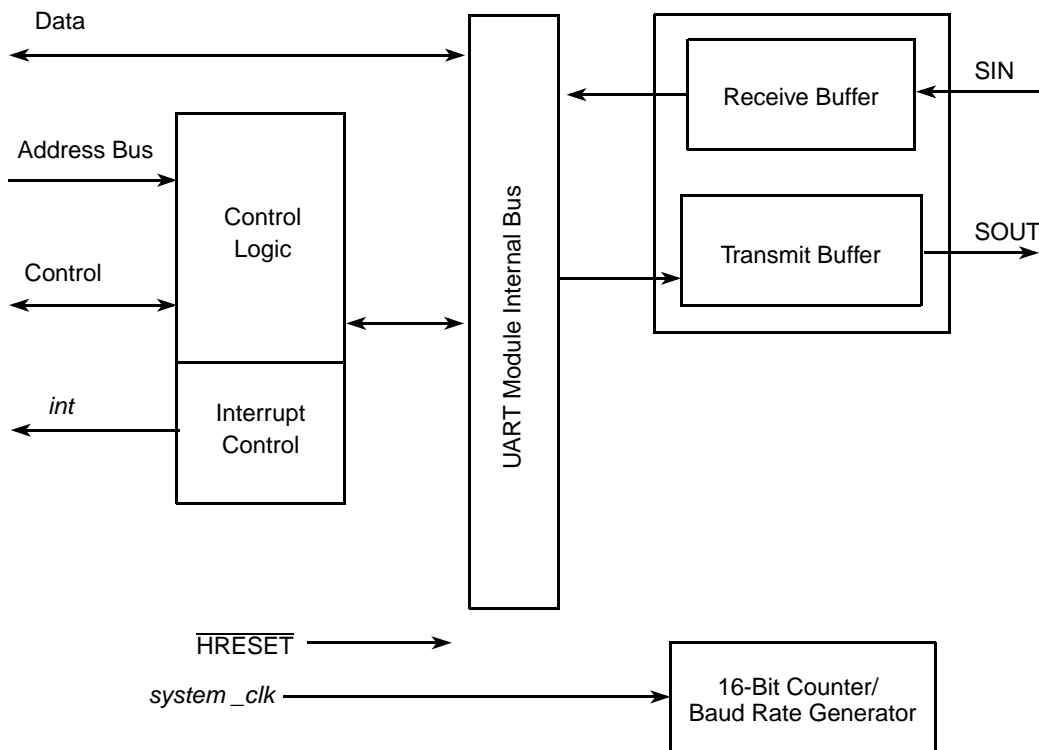 Data
SIN
Receive Buffer
Address Bus
Control
Logic
UART Module Internal Bus
SOUT
Transmit Buffer
Control
int
Interrupt
Control
HRESET
system _clk
16-Bit Counter/
Baud Rate Generator